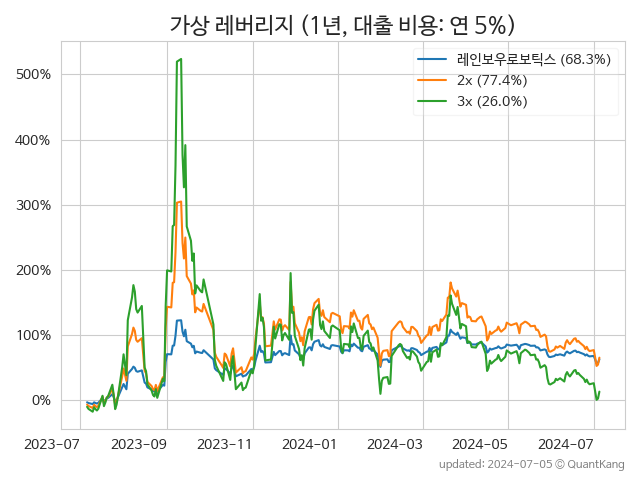 가상 레버리지 (1년, 대출 비용: 연 5%)
레인보우로보틱스 (68.3%)
2x (77.4%)
3x (26.0%)
500%
400%
300%
200%
100%
0%
2023-07
2023-09
2023-11
2024-01
2024-03
2024-05
2024-07
updated: 2024-07-05 © QuantKang